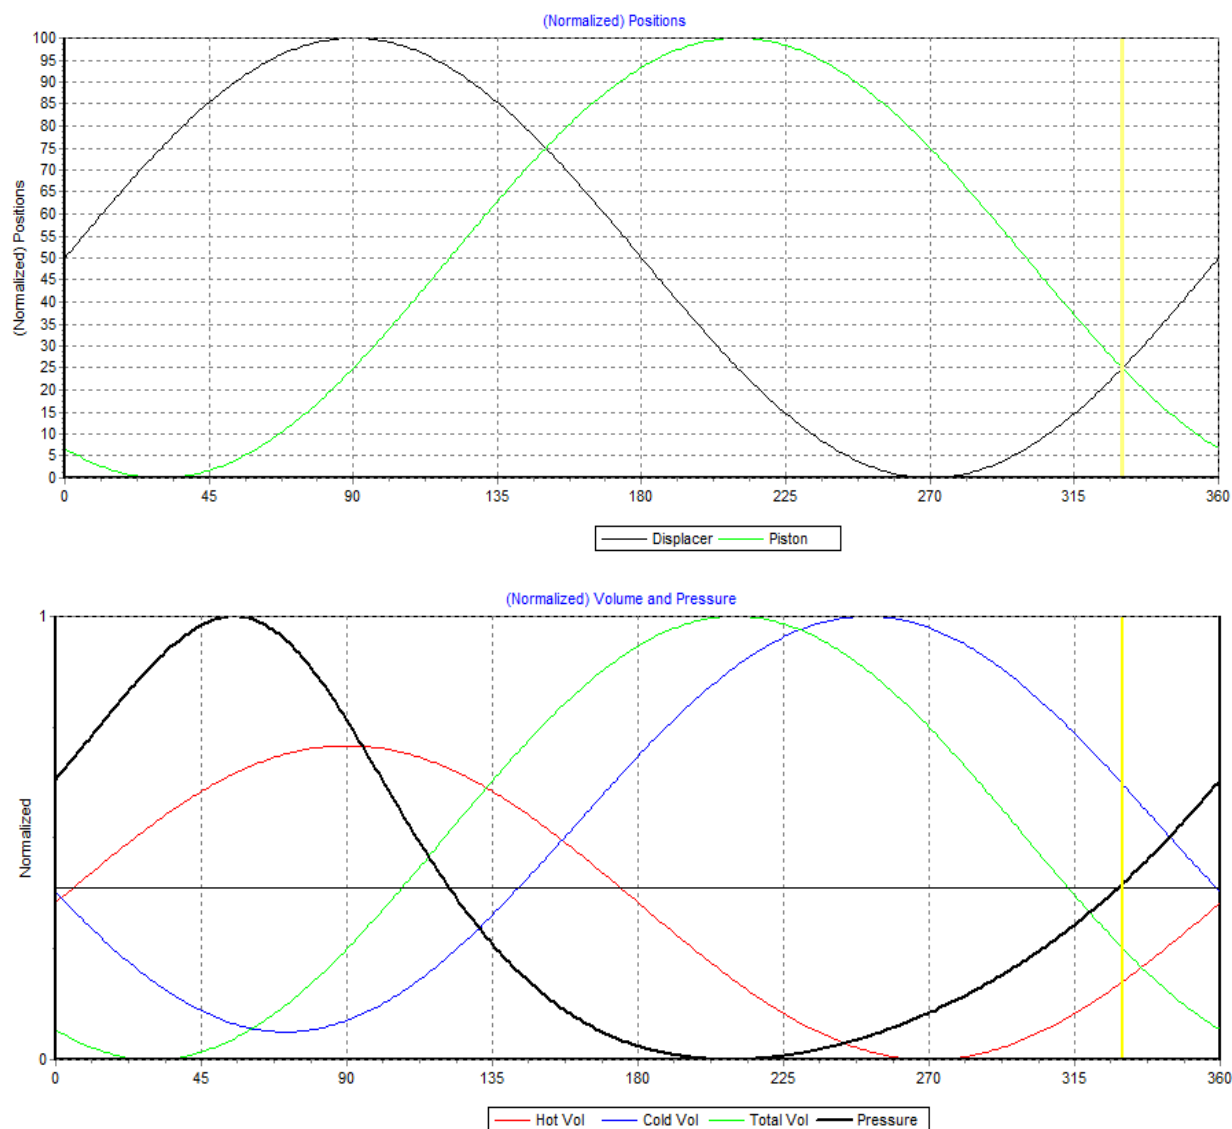 (Normalized) Positions
(Normalized) Positions
100
95
90
85
80
75
70
65
60
55
50
45
40
35
30
25
20
15
10
5
0
0 45 90 135 180 225 270 315 360
Displacer Piston
(Normalized) Volume and Pressure
Normalized
1
0
0 45 90 135 180 225 270 315 360
Hot Vol Cold Vol Total Vol Pressure